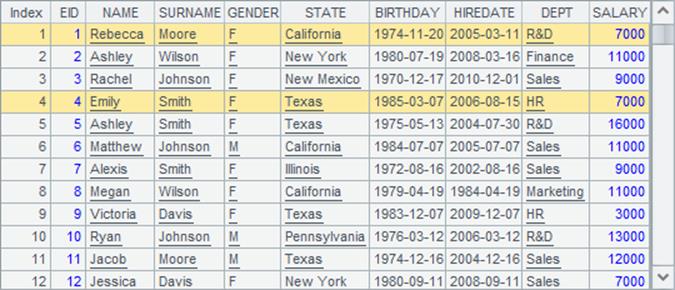 Index EID NAME SURNAME GENDER STATE BIRTHDAY HIREDATE DEPT SALARY
1 1 Rebecca Moore F California 1974-11-20 2005-03-11 R&D 7000
2 2 Ashley Wilson F New York 1980-07-19 2008-03-16 Finance 11000
3 3 Rachel Johnson F New Mexico 1970-12-17 2010-12-01 Sales 9000
4 4 Emily Smith F Texas 1985-03-07 2006-08-15 HR 7000
5 5 Ashley Smith F Texas 1975-05-13 2004-07-30 R&D 16000
6 6 Matthew Johnson M California 1984-07-07 2005-07-07 Sales 11000
7 7 Alexis Smith F Illinois 1972-08-16 2002-08-16 Sales 9000
8 8 Megan Wilson F California 1979-04-19 1984-04-19 Marketing 11000
9 9 Victoria Davis F Texas 1983-12-07 2009-12-07 HR 3000
10 10 Ryan Johnson M Pennsylvania 1976-03-12 2006-03-12 R&D 13000
11 11 Jacob Moore M Texas 1974-12-16 2004-12-16 Sales 12000
12 12 Jessica Davis F New York 1980-09-11 2008-09-11 Sales 7000